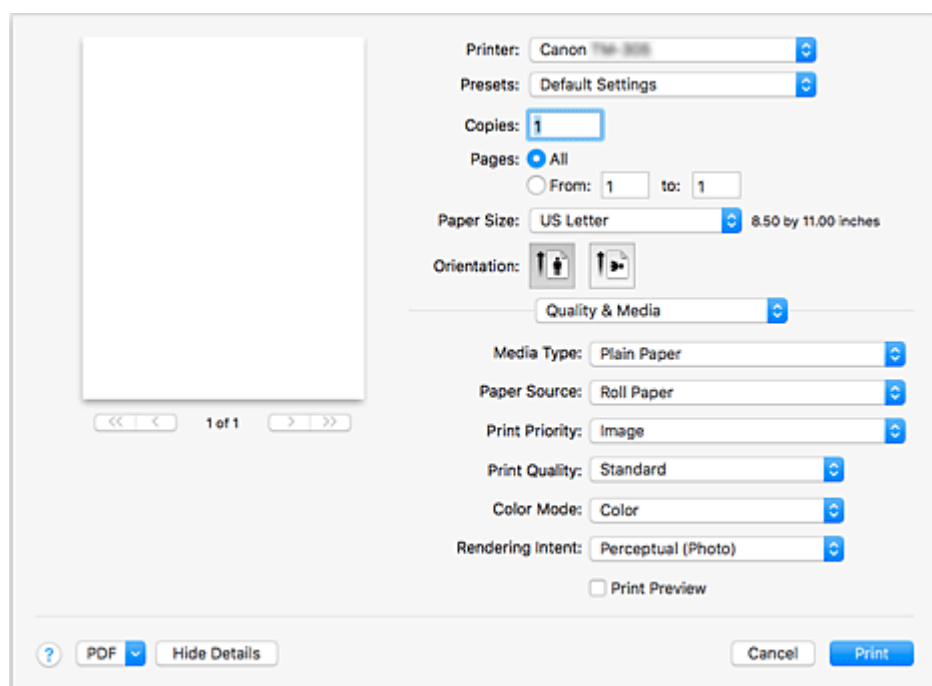 Printer: Canon
Presets: Default Settings
Copies: 1
Pages: All
From: 1 to: 1
Paper Size: US Letter 8.50 by 11.00 inches
Orientation:
Quality & Media
Media Type: Plain Paper
Paper Source: Roll Paper
Print Priority: Image
Print Quality: Standard
Color Mode: Color
Rendering Intent: Perceptual (Photo)
Print Preview
<< < 1 of 1 > >>
? PDF Hide Details Cancel Print